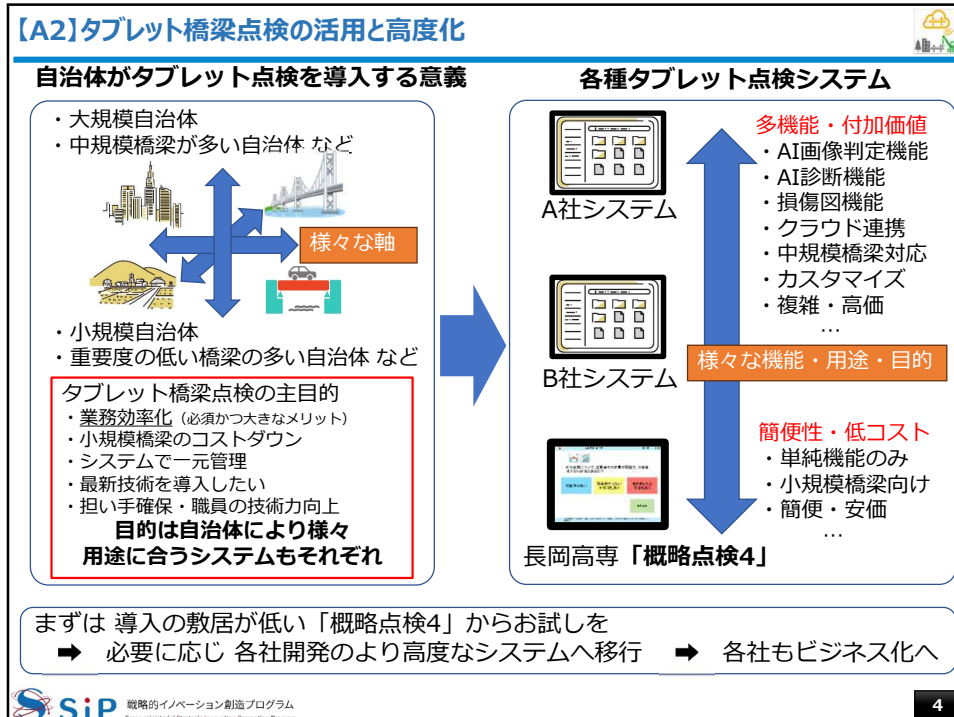 【A2】タブレット橋梁点検の活用と高度化
自治体がタブレット点検を導入する意義
・大規模自治体
・中規模橋梁が多い自治体 など
様々な軸
・小規模自治体
・重要度の低い橋梁の多い自治体 など
タブレット橋梁点検の主目的
・業務効率化（必須かつ大きなメリット）
・小規模橋梁のコストダウン
・システムで一元管理
・最新技術を導入したい
・担い手確保・職員の技術力向上
目的は自治体により様々
用途に合うシステムもそれぞれ
各種タブレット点検システム
A社システム
B社システム
長岡高専「概略点検4」
多機能・付加価値
・AI画像判定機能
・AI診断機能
・損傷図機能
・クラウド連携
・中規模橋梁対応
・カスタマイズ
・複雑・高価
…
様々な機能・用途・目的
簡便性・低コスト
・単純機能のみ
・小規模橋梁向け
・簡便・安価
…
まずは 導入の敷居が低い「概略点検4」からお試しを
➡ 必要に応じ 各社開発のより高度なシステムへ移行 ➡ 各社もビジネス化へ
SiP 戦略的イノベーション創造プログラム
4